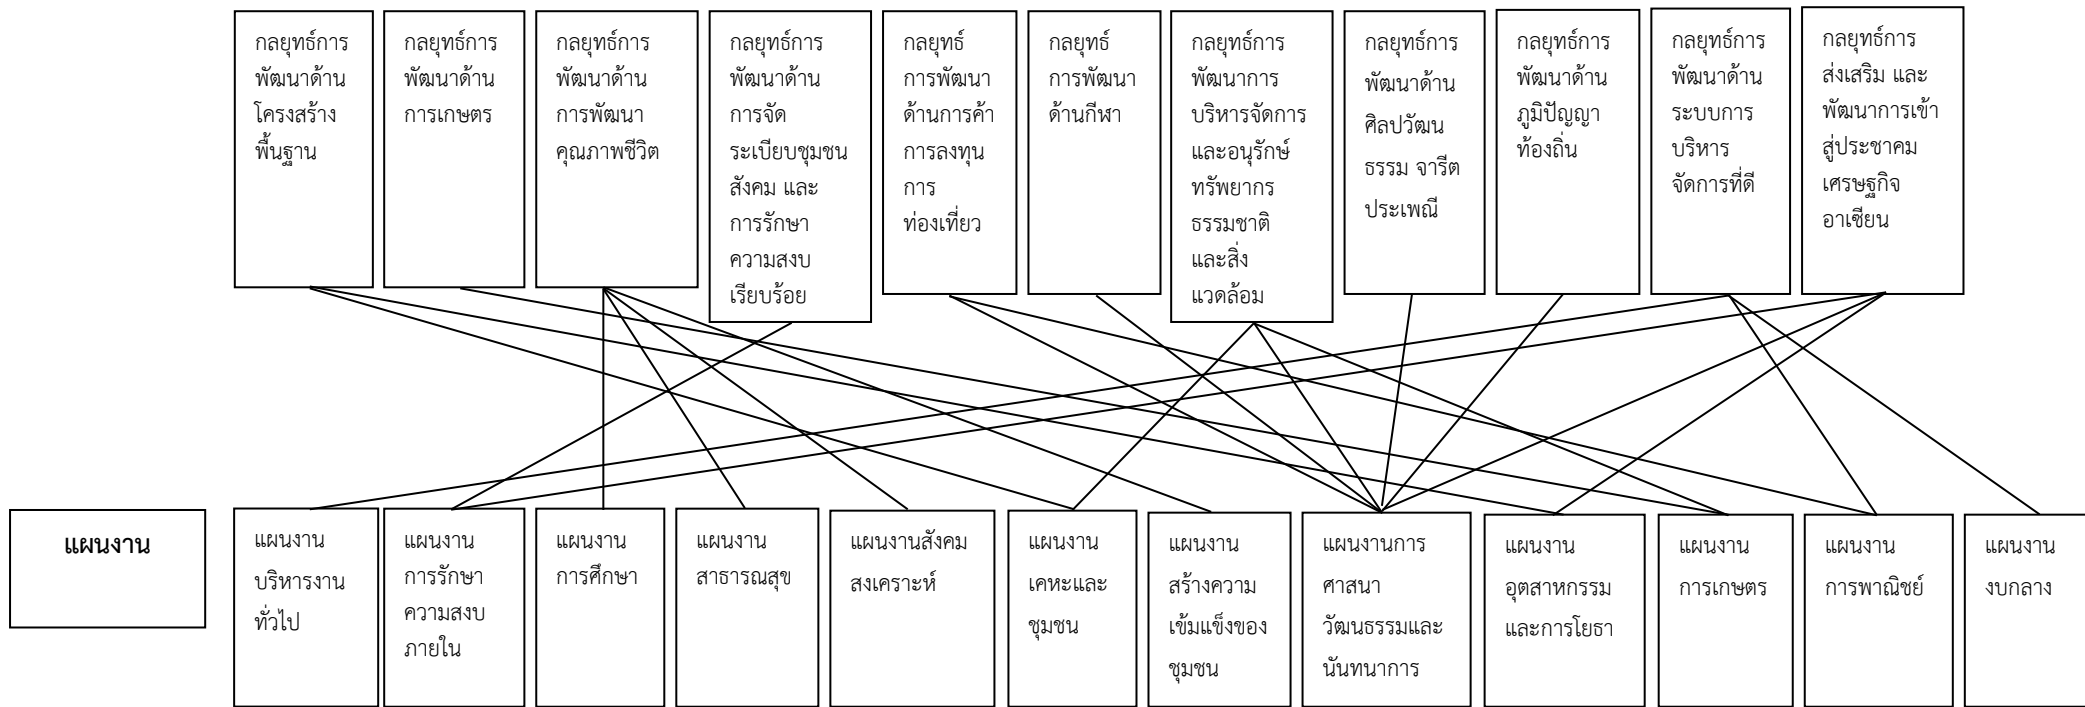 กลยุทธ์การ
พัฒนาด้าน
โครงสร้าง
พื้นฐาน
กลยุทธ์การ
พัฒนาด้าน
การเกษตร
กลยุทธ์การ
พัฒนาด้าน
การพัฒนา
คุณภาพชีวิต
กลยุทธ์การ
พัฒนาด้าน
การจัด
ระเบียบชุมชน
สังคม และ
การรักษา
ความสงบ
เรียบร้อย
กลยุทธ์
การพัฒนา
ด้านการค้า
การลงทุน
การ
ท่องเที่ยว
กลยุทธ์
การพัฒนา
ด้านกีฬา
กลยุทธ์การ
พัฒนาการ
บริหารจัดการ
และอนุรักษ์
ทรัพยากร
ธรรมชาติ
และสิ่ง
แวดล้อม
กลยุทธ์การ
พัฒนาด้าน
ศิลปวัฒน
ธรรม จารีต
ประเพณี
กลยุทธ์การ
พัฒนาด้าน
ภูมิปัญญา
ท้องถิ่น
กลยุทธ์การ
พัฒนาด้าน
ระบบการ
บริหาร
จัดการที่ดี
กลยุทธ์การ
ส่งเสริม และ
พัฒนาการเข้า
สู่ประชาคม
เศรษฐกิจ
อาเซียน
แผนงาน
แผนงาน
บริหารงาน
ทั่วไป
แผนงาน
การรักษา
ความสงบ
ภายใน
แผนงาน
การศึกษา
แผนงาน
สาธารณสุข
แผนงานสังคม
สงเคราะห์
แผนงาน
เคหะและ
ชุมชน
แผนงาน
สร้างความ
เข้มแข็งของ
ชุมชน
แผนงานการ
ศาสนา
วัฒนธรรมและ
นันทนาการ
แผนงาน
อุตสาหกรรม
และการโยธา
แผนงาน
การเกษตร
แผนงาน
การพาณิชย์
แผนงาน
งบกลาง